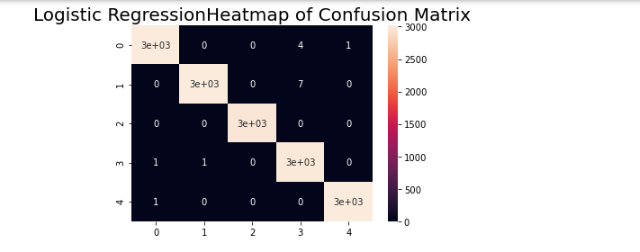 Logistic RegressionHeatmap of Confusion Matrix
0 3e+03 0 0 4 1
1 0 3e+03 0 7 0
2 0 0 3e+03 0 0
3 1 1 0 3e+03 0
4 1 0 0 0 3e+03
0 1 2 3 4
3000
2500
2000
1500
1000
500
0